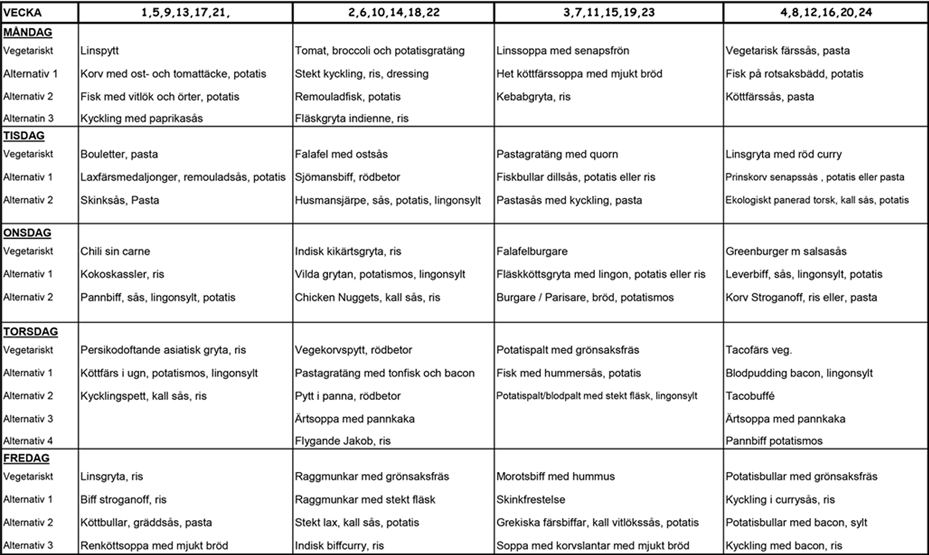 VECKA 1,5,9,13,17,21, 2,6,10,14,18,22 3,7,11,15,19,23 4,8,12,16,20,24
MÅNDAG
Vegetariskt Linspytt Tomat, broccoli och potatisgratäng Linssoppa med senapsfrön Vegetarisk färssås, pasta
Alternativ 1 Korv med ost- och tomattäcke, potatis Stekt kyckling, ris, dressing Het köttfärssoppa med mjukt bröd Fisk på rotsaksbädd, potatis
Alternativ 2 Fisk med vitlök och örter, potatis Remouladfisk, potatis Kebabgryta, ris Köttfärssås, pasta
Alternatin 3 Kyckling med paprikasås Fläskgryta indienne, ris
TISDAG
Vegetariskt Bouletter, pasta Falafel med ostsås Pastagratäng med quorn Linsgryta med röd curry
Alternativ 1 Laxfärsmedaljonger, remouladsås, potatis Sjömansbiff, rödbetor Fiskbullar dillsås, potatis eller ris Prinskorv senapssås , potatis eller pasta
Alternativ 2 Skinksås, Pasta Husmansjärpe, sås, potatis, lingonsylt Pastasås med kyckling, pasta Ekologiskt panerad torsk, kall sås, potatis
ONSDAG
Vegetariskt Chili sin carne Indisk kikärtsgryta, ris Falafelburgare Greenburger m salsasås
Alternativ 1 Kokoskassler, ris Vilda grytan, potatismos, lingonsylt Fläskköttsgryta med lingon, potatis eller ris Leverbiff, sås, lingonsylt, potatis
Alternativ 2 Pannbiff, sås, lingonsylt, potatis Chicken Nuggets, kall sås, ris Burgare / Parisare, bröd, potatismos Korv Stroganoff, ris eller, pasta
TORSDAG
Vegetariskt Persikodoftande asiatisk gryta, ris Vegekorvspytt, rödbetor Potatispalt med grönsaksfräs Tacofärs veg.
Alternativ 1 Köttfärs i ugn, potatismos, lingonsylt Pastagratäng med tonfisk och bacon Fisk med hummersås, potatis Blodpudding bacon, lingonsylt
Alternativ 2 Kycklingspett, kall sås, ris Pytt i panna, rödbetor Potatispalt/blodpalt med stekt fläsk, lingonsylt Tacobuffé
Alternativ 3 Ärtsoppa med pannkaka Ärtsoppa med pannkaka
Alternativ 4 Flygande Jakob, ris Pannbiff potatismos
FREDAG
Vegetariskt Linsgryta, ris Raggmunkar med grönsaksfräs Morotsbiff med hummus Potatisbullar med grönsaksfräs
Alternativ 1 Biff stroganoff, ris Raggmunkar med stekt fläsk Skinkfrestelse Kyckling i currysås, ris
Alternativ 2 Köttbullar, gräddsås, pasta Stekt lax, kall sås, potatis Grekiska färsbiffar, kall vitlökssås, potatis Potatisbullar med bacon, sylt
Alternativ 3 Renköttsoppa med mjukt bröd Indisk biffcurry, ris Soppa med korvslantar med mjukt bröd Kyckling med bacon, ris